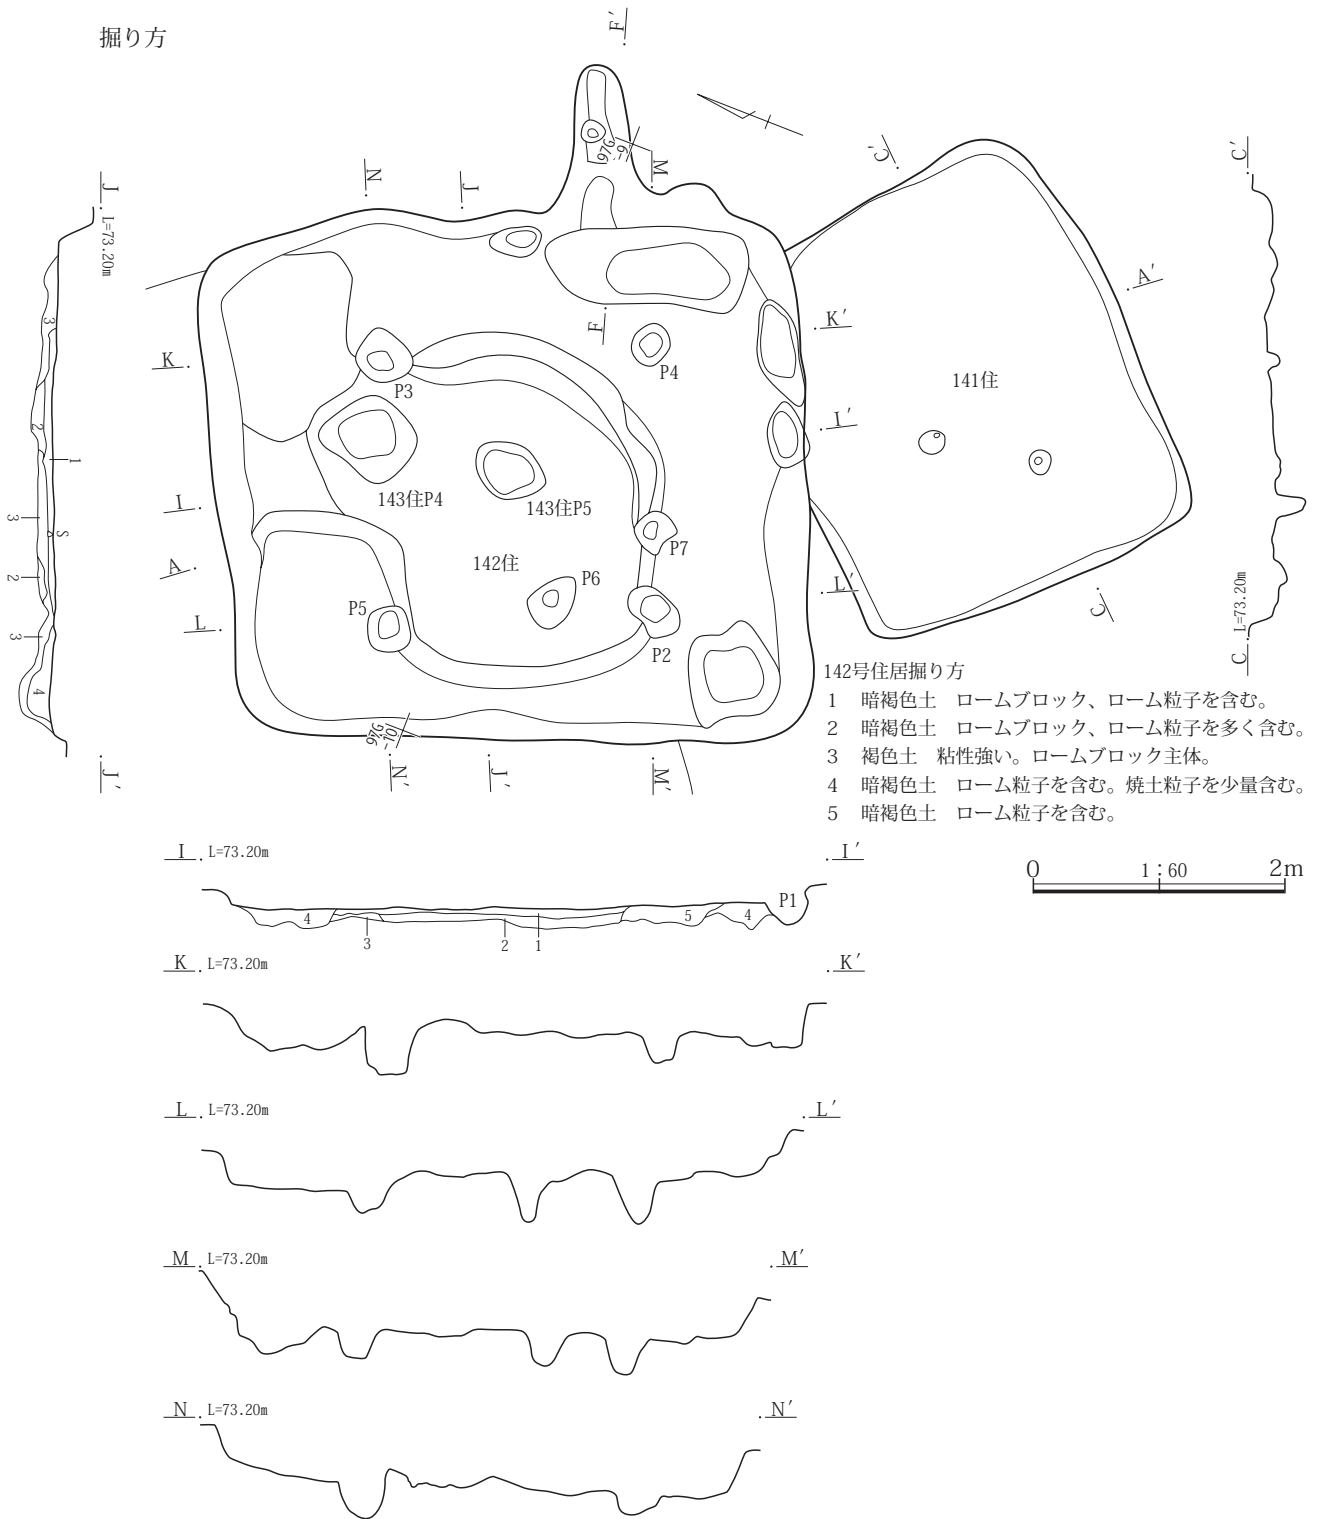 掘り方
F′
N
J
M
C′
C′
J
L=73.20m
97G
-9
A′
K′
F
K
P4
P3
141住
I′
3
2
1
3
S
2
3
4
143住P4
143住P5
I
P7
142住
P6
A
P5
L′
L
P2
C
L=73.20m
C
97G
-10
N′
J′
M′
J′
142号住居掘り方
1 暗褐色土 ロームブロック、ローム粒子を含む。
2 暗褐色土 ロームブロック、ローム粒子を多く含む。
3 褐色土 粘性強い。ロームブロック主体。
4 暗褐色土 ローム粒子を含む。焼土粒子を少量含む。
5 暗褐色土 ローム粒子を含む。
I L=73.20m I′
P1
4 5 4
3 2 1
0 1:60 2m
K L=73.20m K′
L L=73.20m L′
M L=73.20m M′
N L=73.20m N′